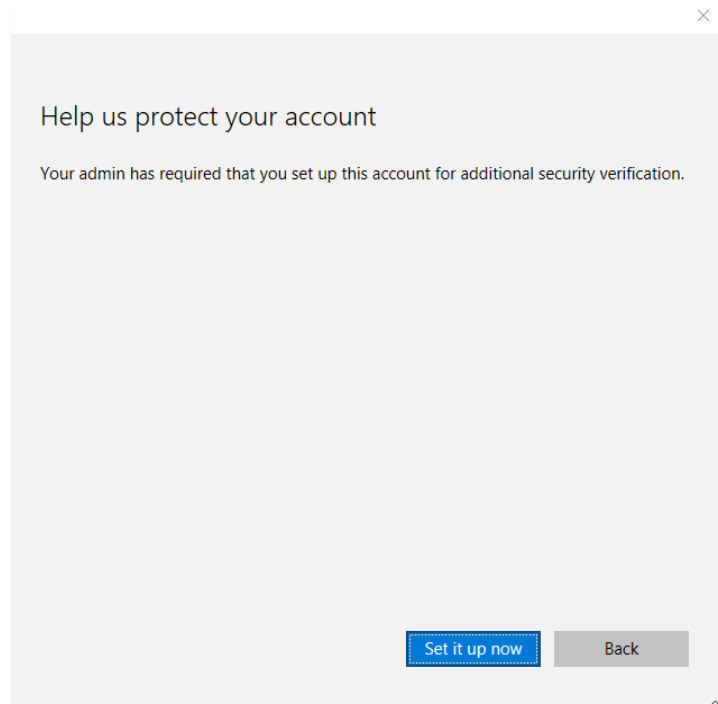 Help us protect your account
Your admin has required that you set up this account for additional security verification.
Set it up now
Back